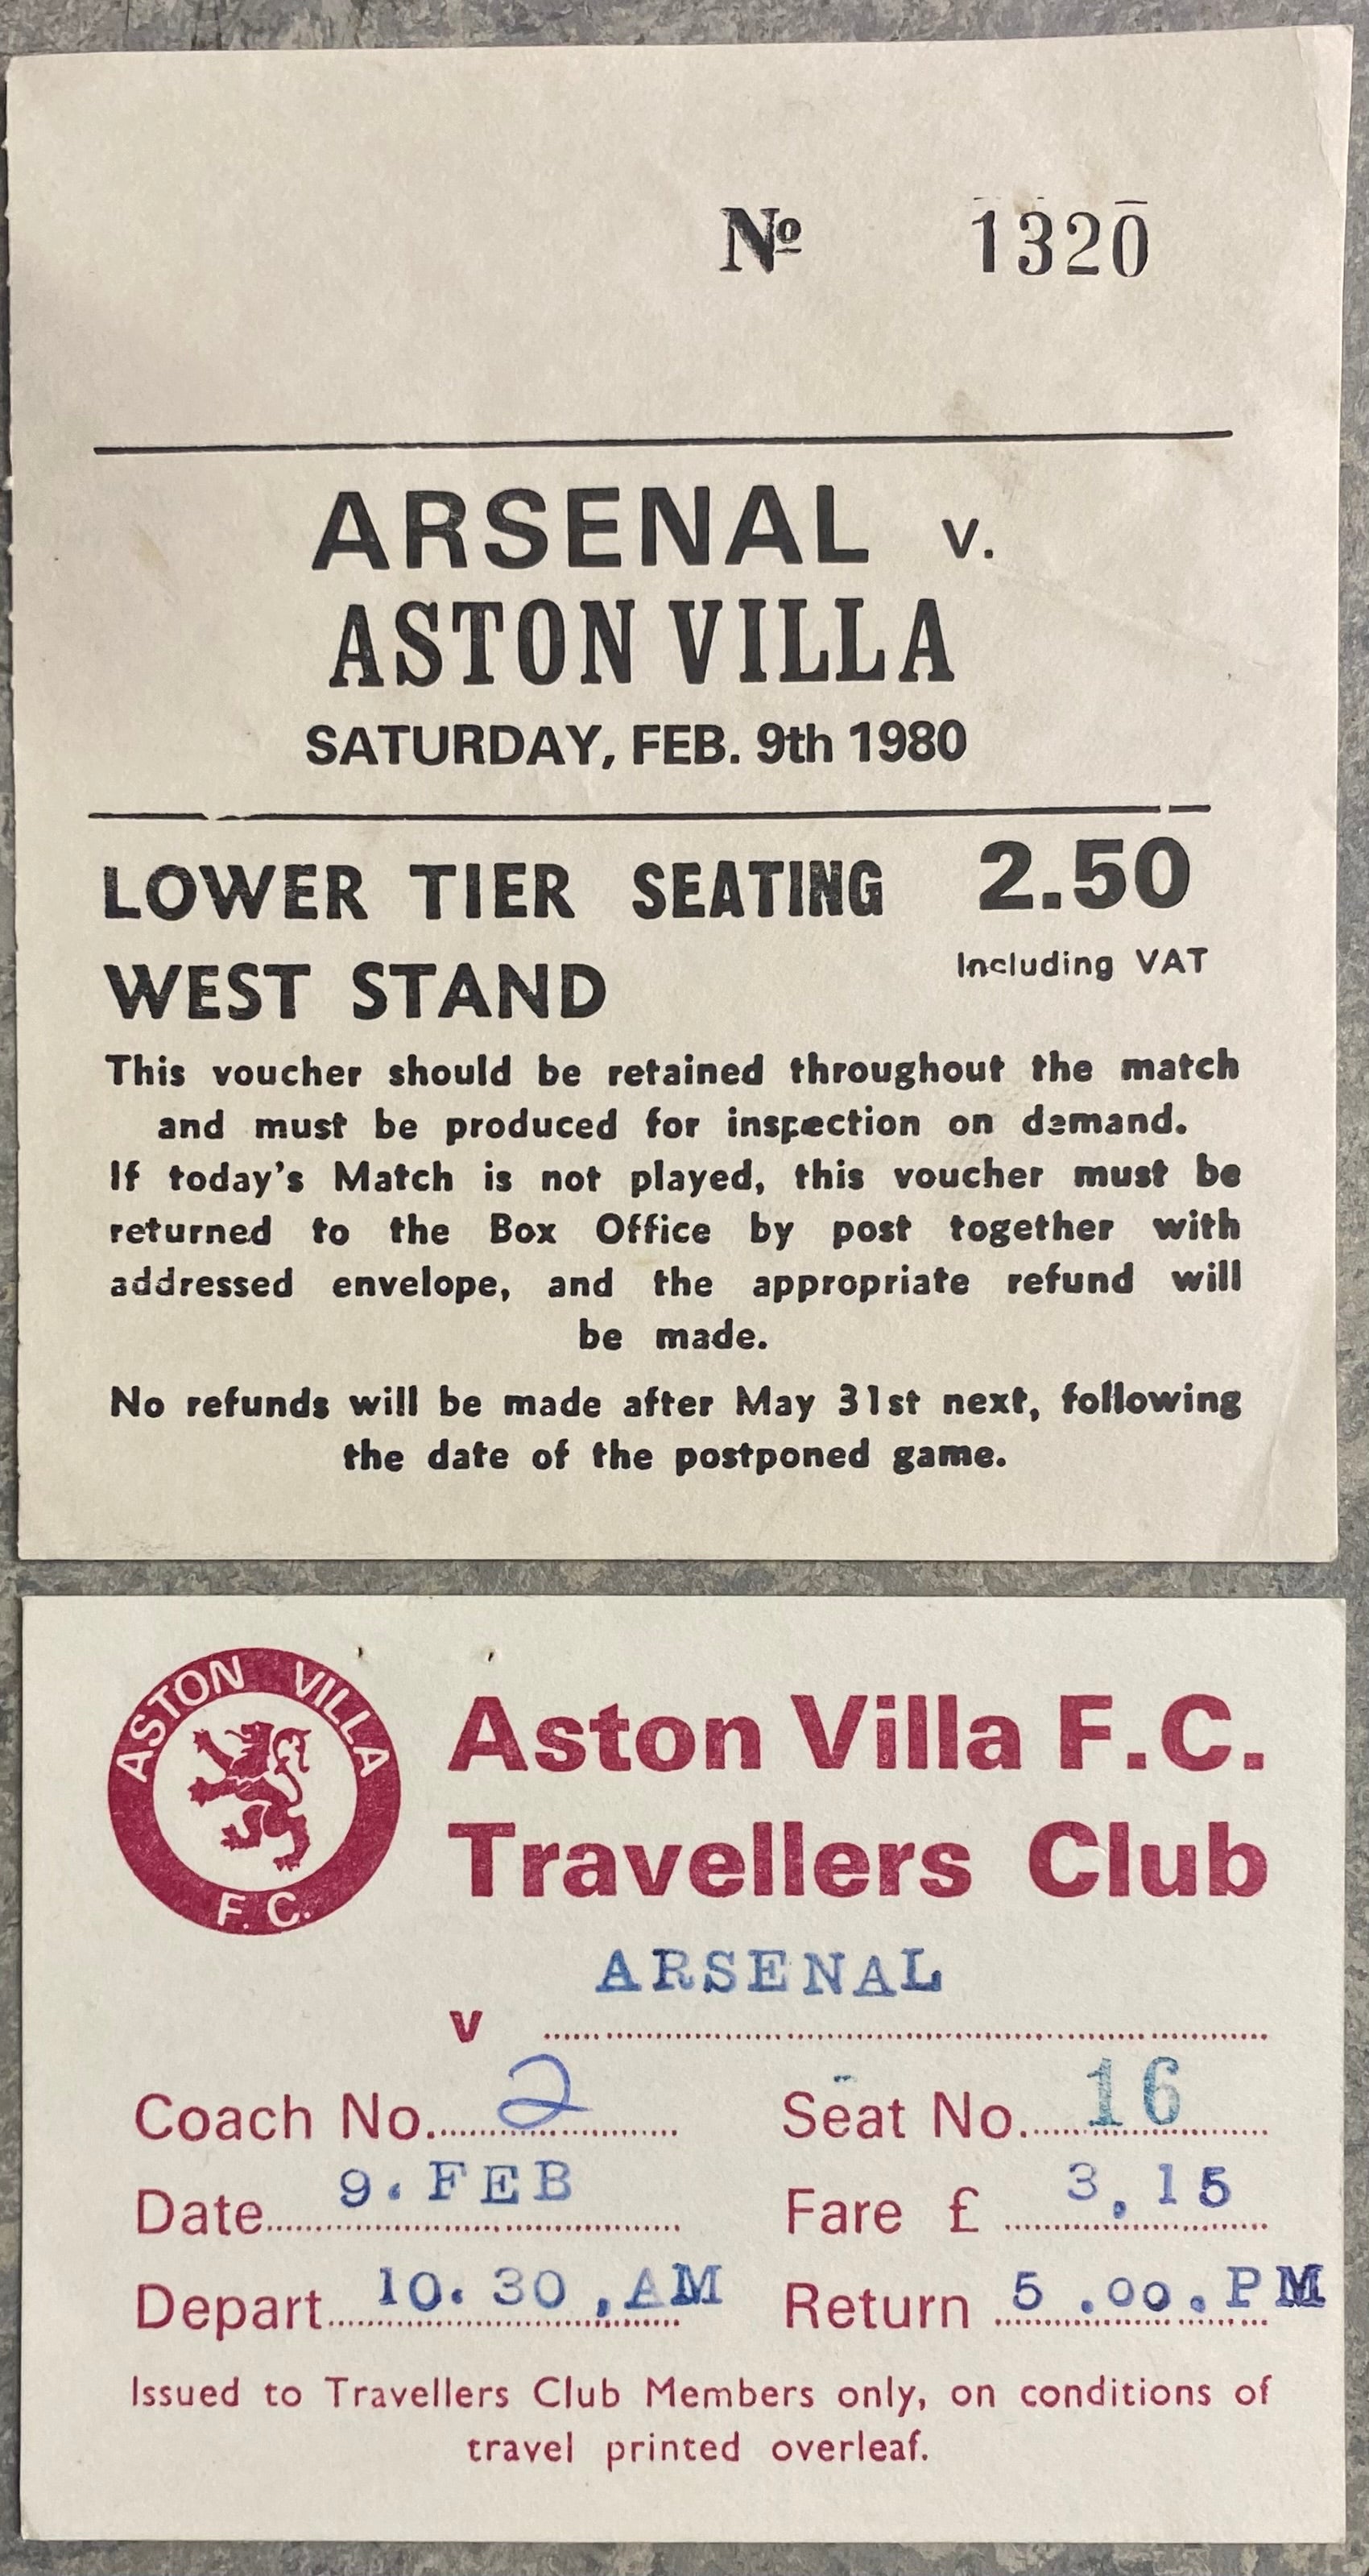 Nº 1320
ARSENAL v.
ASTON VILLA
SATURDAY, FEB. 9th 1980
LOWER TIER SEATING 2.50
WEST STAND Including VAT
This voucher should be retained throughout the match
and must be produced for inspection on demand.
If today's Match is not played, this voucher must be
returned to the Box Office by post together with
addressed envelope, and the appropriate refund will
be made.
No refunds will be made after May 31st next, following
the date of the postponed game.
ASTON VILLA
F.C.
Aston Villa F.C.
Travellers Club
v ARSENAL
Coach No. 2 Seat No. 16
Date 9. FEB Fare £ 3,15
Depart 10.30,AM Return 5.00.PM
Issued to Travellers Club Members only, on conditions of
travel printed overleaf.